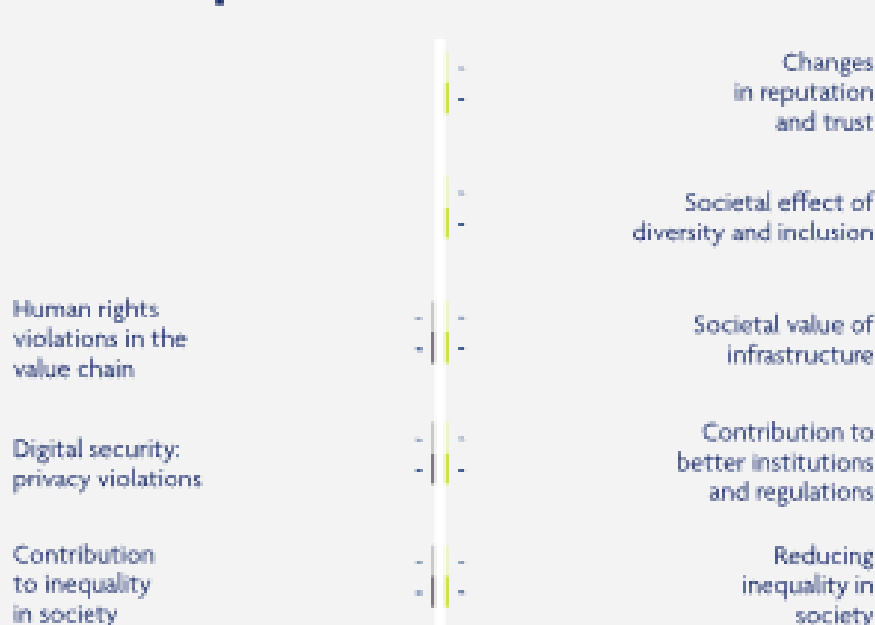 Changes
in reputation
and trust
Societal effect of
diversity and inclusion
Human rights
violations in the
value chain
Societal value of
infrastructure
Digital security:
privacy violations
Contribution to
better institutions
and regulations
Contribution
to inequality
in society
Reducing
inequality in
society